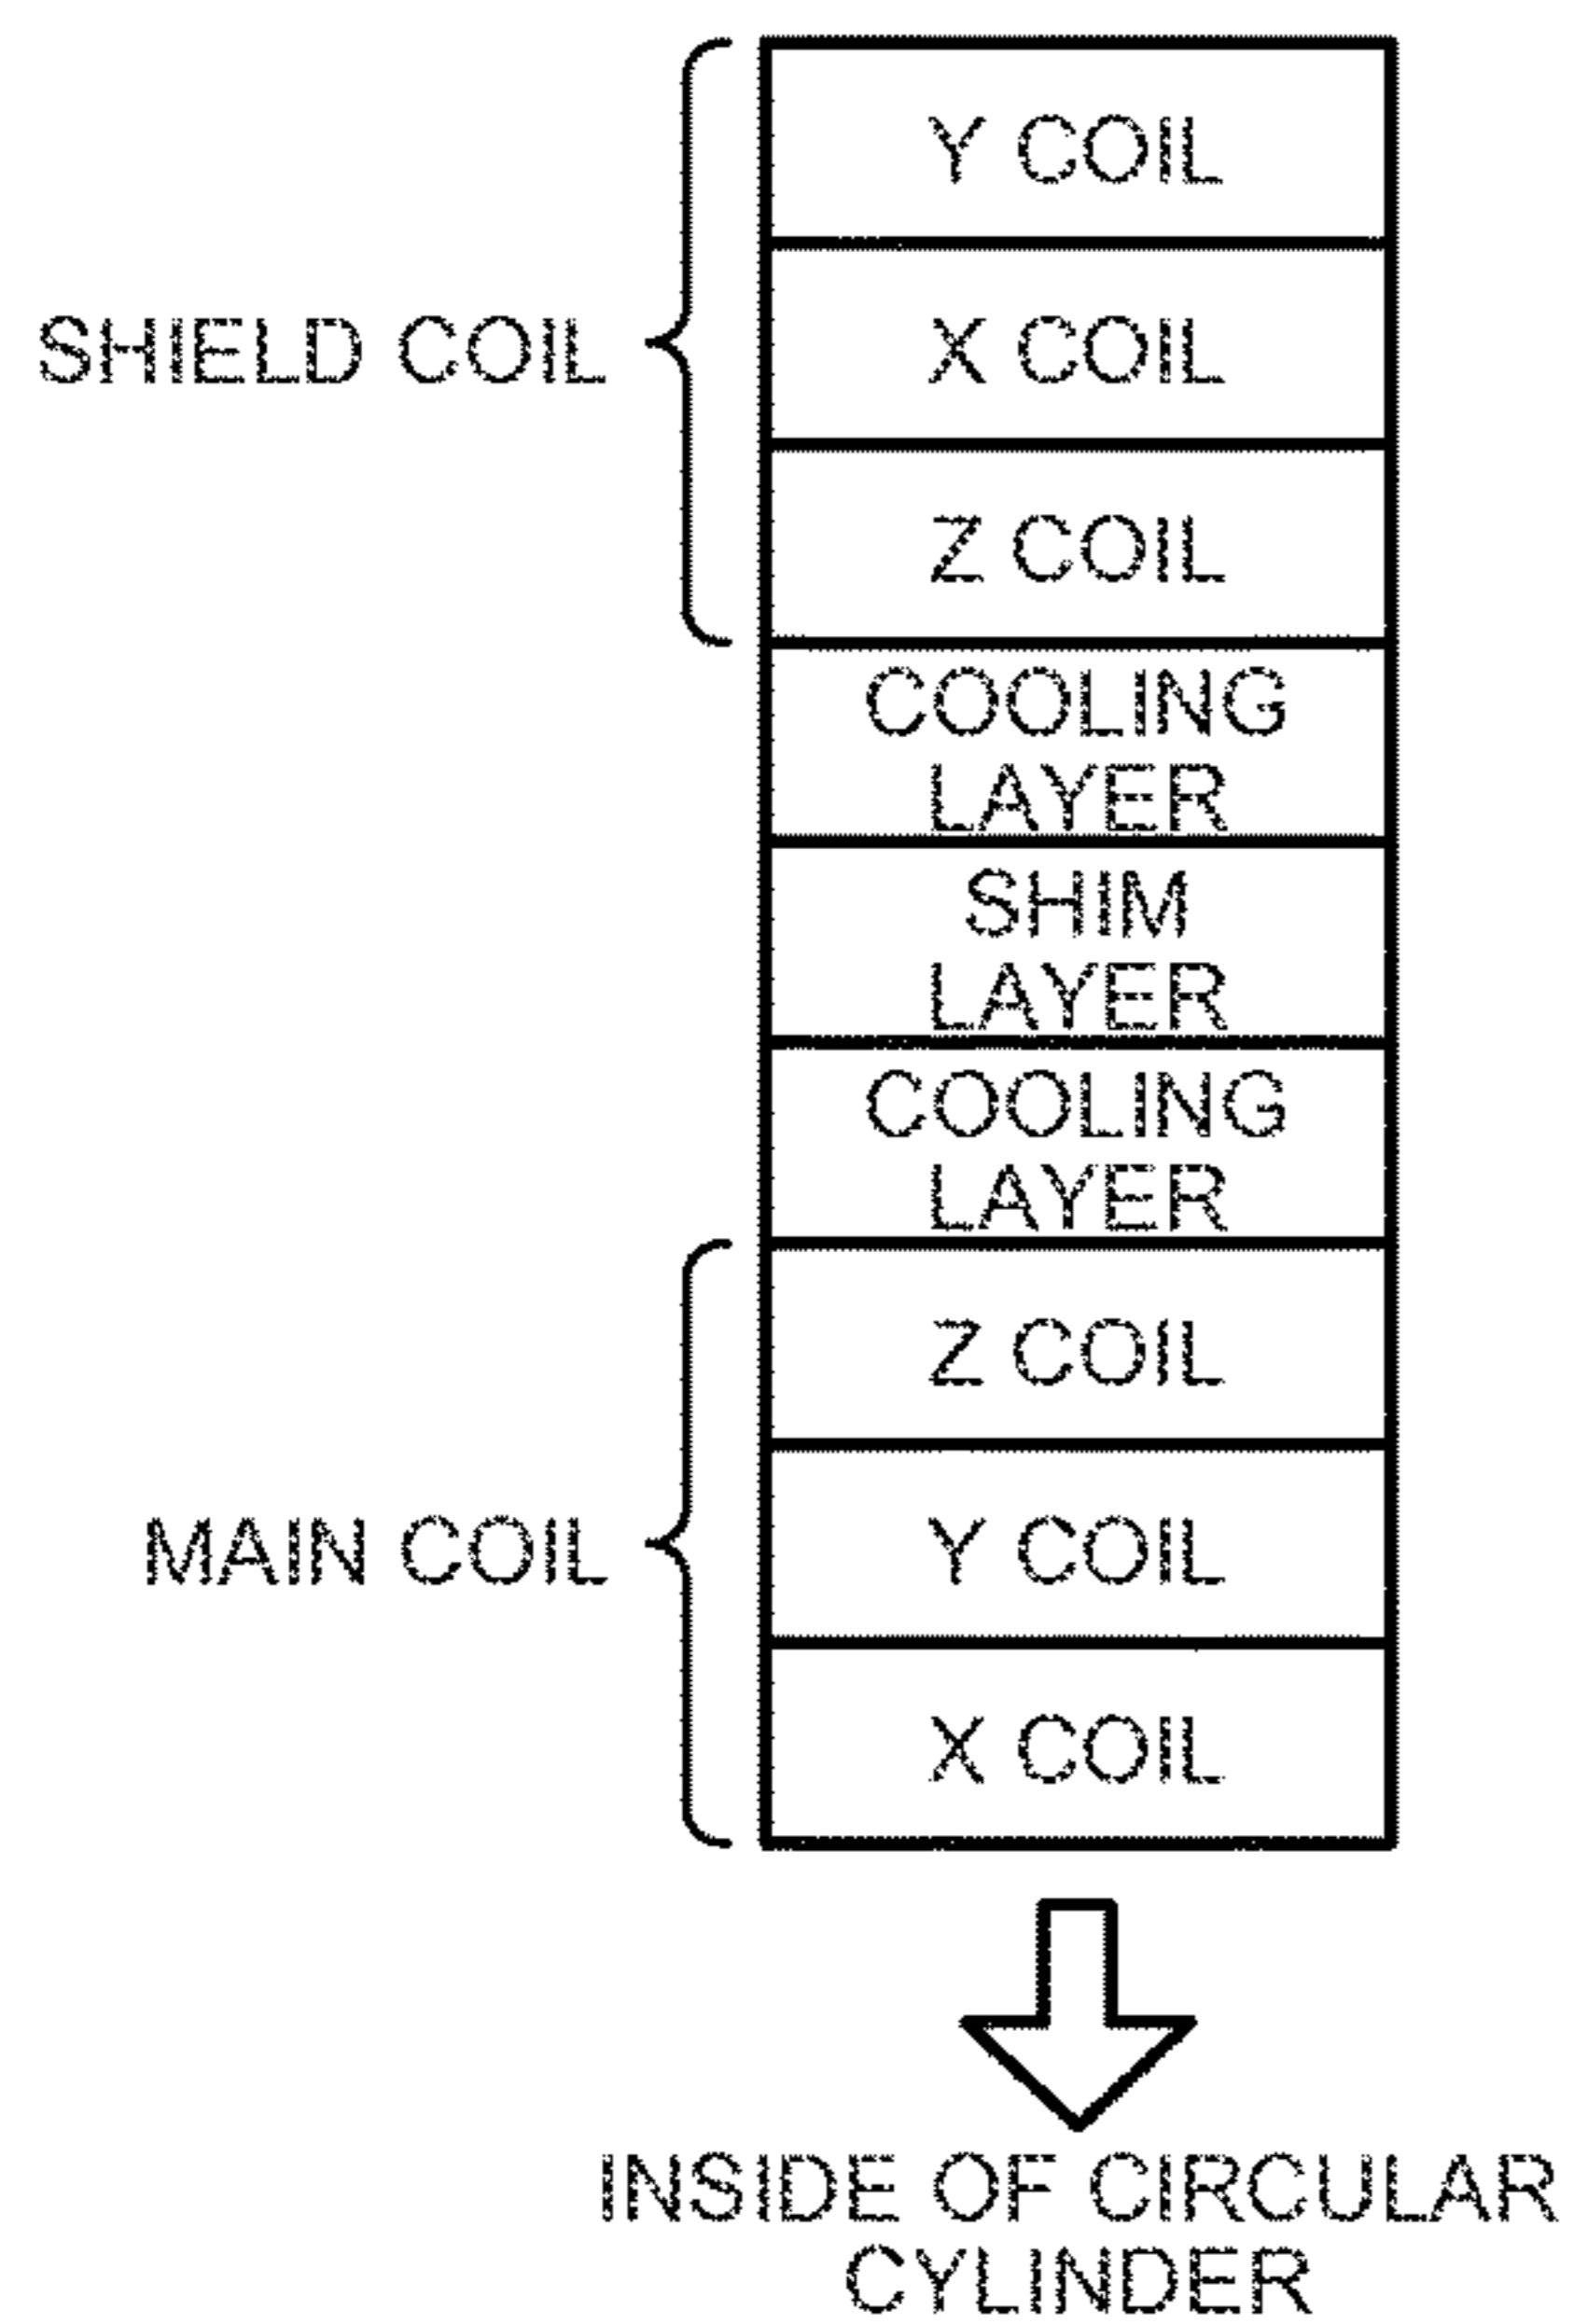 Y COIL
SHIELD COIL
X COIL
Z COIL
COOLING
LAYER
SHIM
LAYER
COOLING
LAYER
Z COIL
MAIN COIL
Y COIL
X COIL
INSIDE OF CIRCULAR
CYLINDER